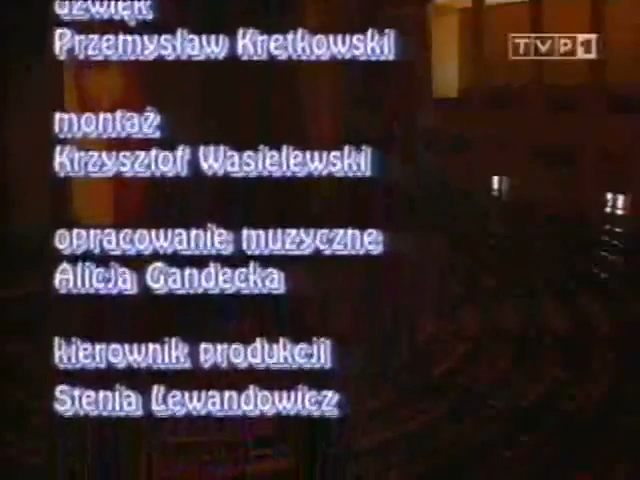 dźwięk
Przemysław Kretkowski
TVP1
montaż
Krzysztof Wasielewski
opracowanie muzyczne
Alicja Gandecka
kierownik produkcji
Stenia Lewandowicz